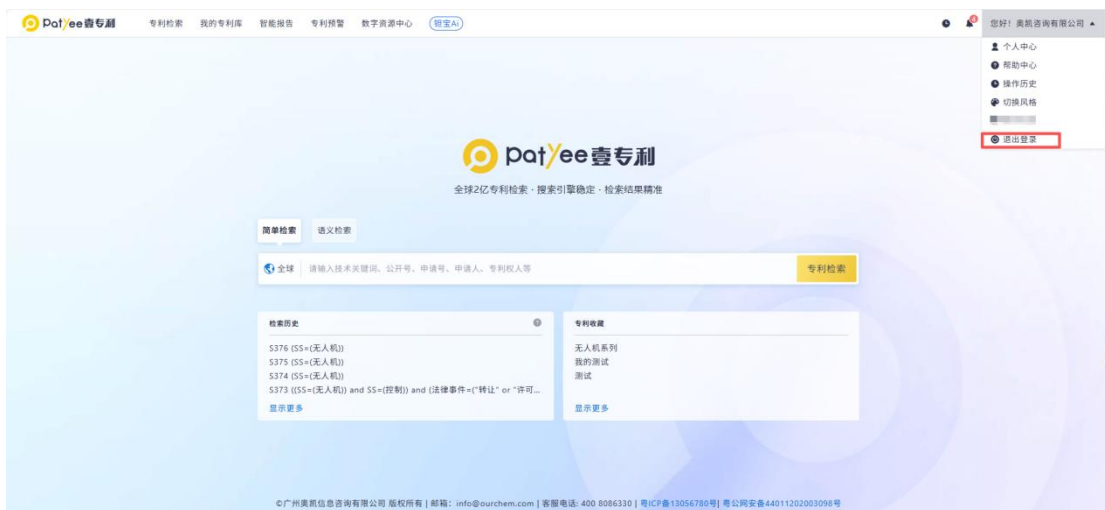 Patyee壹专利 专利检索 我的专利库 智能报告 专利预警 数字资源中心 钽宝Ai 4 您好!奥凯咨询有限公司
个人中心
帮助中心
操作历史
切换风格
退出登录
patyee壹专利
全球2亿专利检索 · 搜索引擎稳定 · 检索结果精准
简单检索 语义检索
全球 请输入技术关键词、公开号、申请号、申请人、专利权人等 专利检索
检索历史
S376 (SS=(无人机))
S375 (SS=(无人机))
S374 (SS=(无人机))
S373 ((SS=(无人机)) and SS=(控制)) and (法律事件=("转让" or "许可...
显示更多
专利收藏
无人机系列
我的测试
测试
显示更多
©广州奥凯信息咨询有限公司 版权所有 | 邮箱: info@ourchem.com | 客服电话: 400 8086330 | 粤ICP备13056780号| 粤公网安备44011202003098号